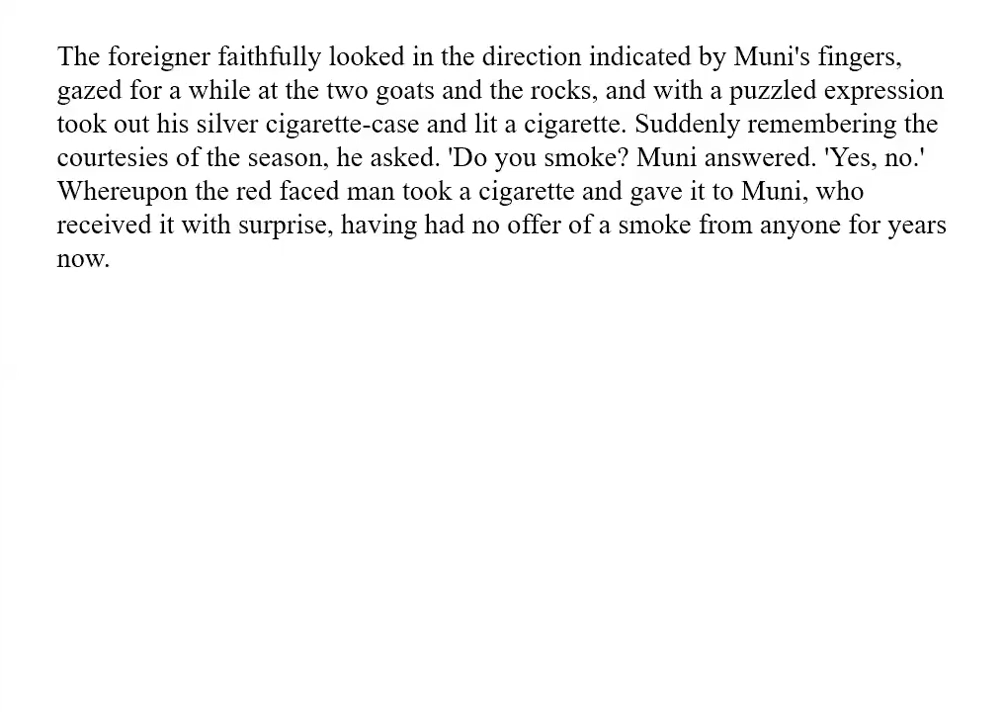 The foreigner faithfully looked in the direction indicated by Muni's fingers,
gazed for a while at the two goats and the rocks, and with a puzzled expression
took out his silver cigarette-case and lit a cigarette. Suddenly remembering the
courtesies of the season, he asked. 'Do you smoke? Muni answered. 'Yes, no.'
Whereupon the red faced man took a cigarette and gave it to Muni, who
received it with surprise, having had no offer of a smoke from anyone for years
now.